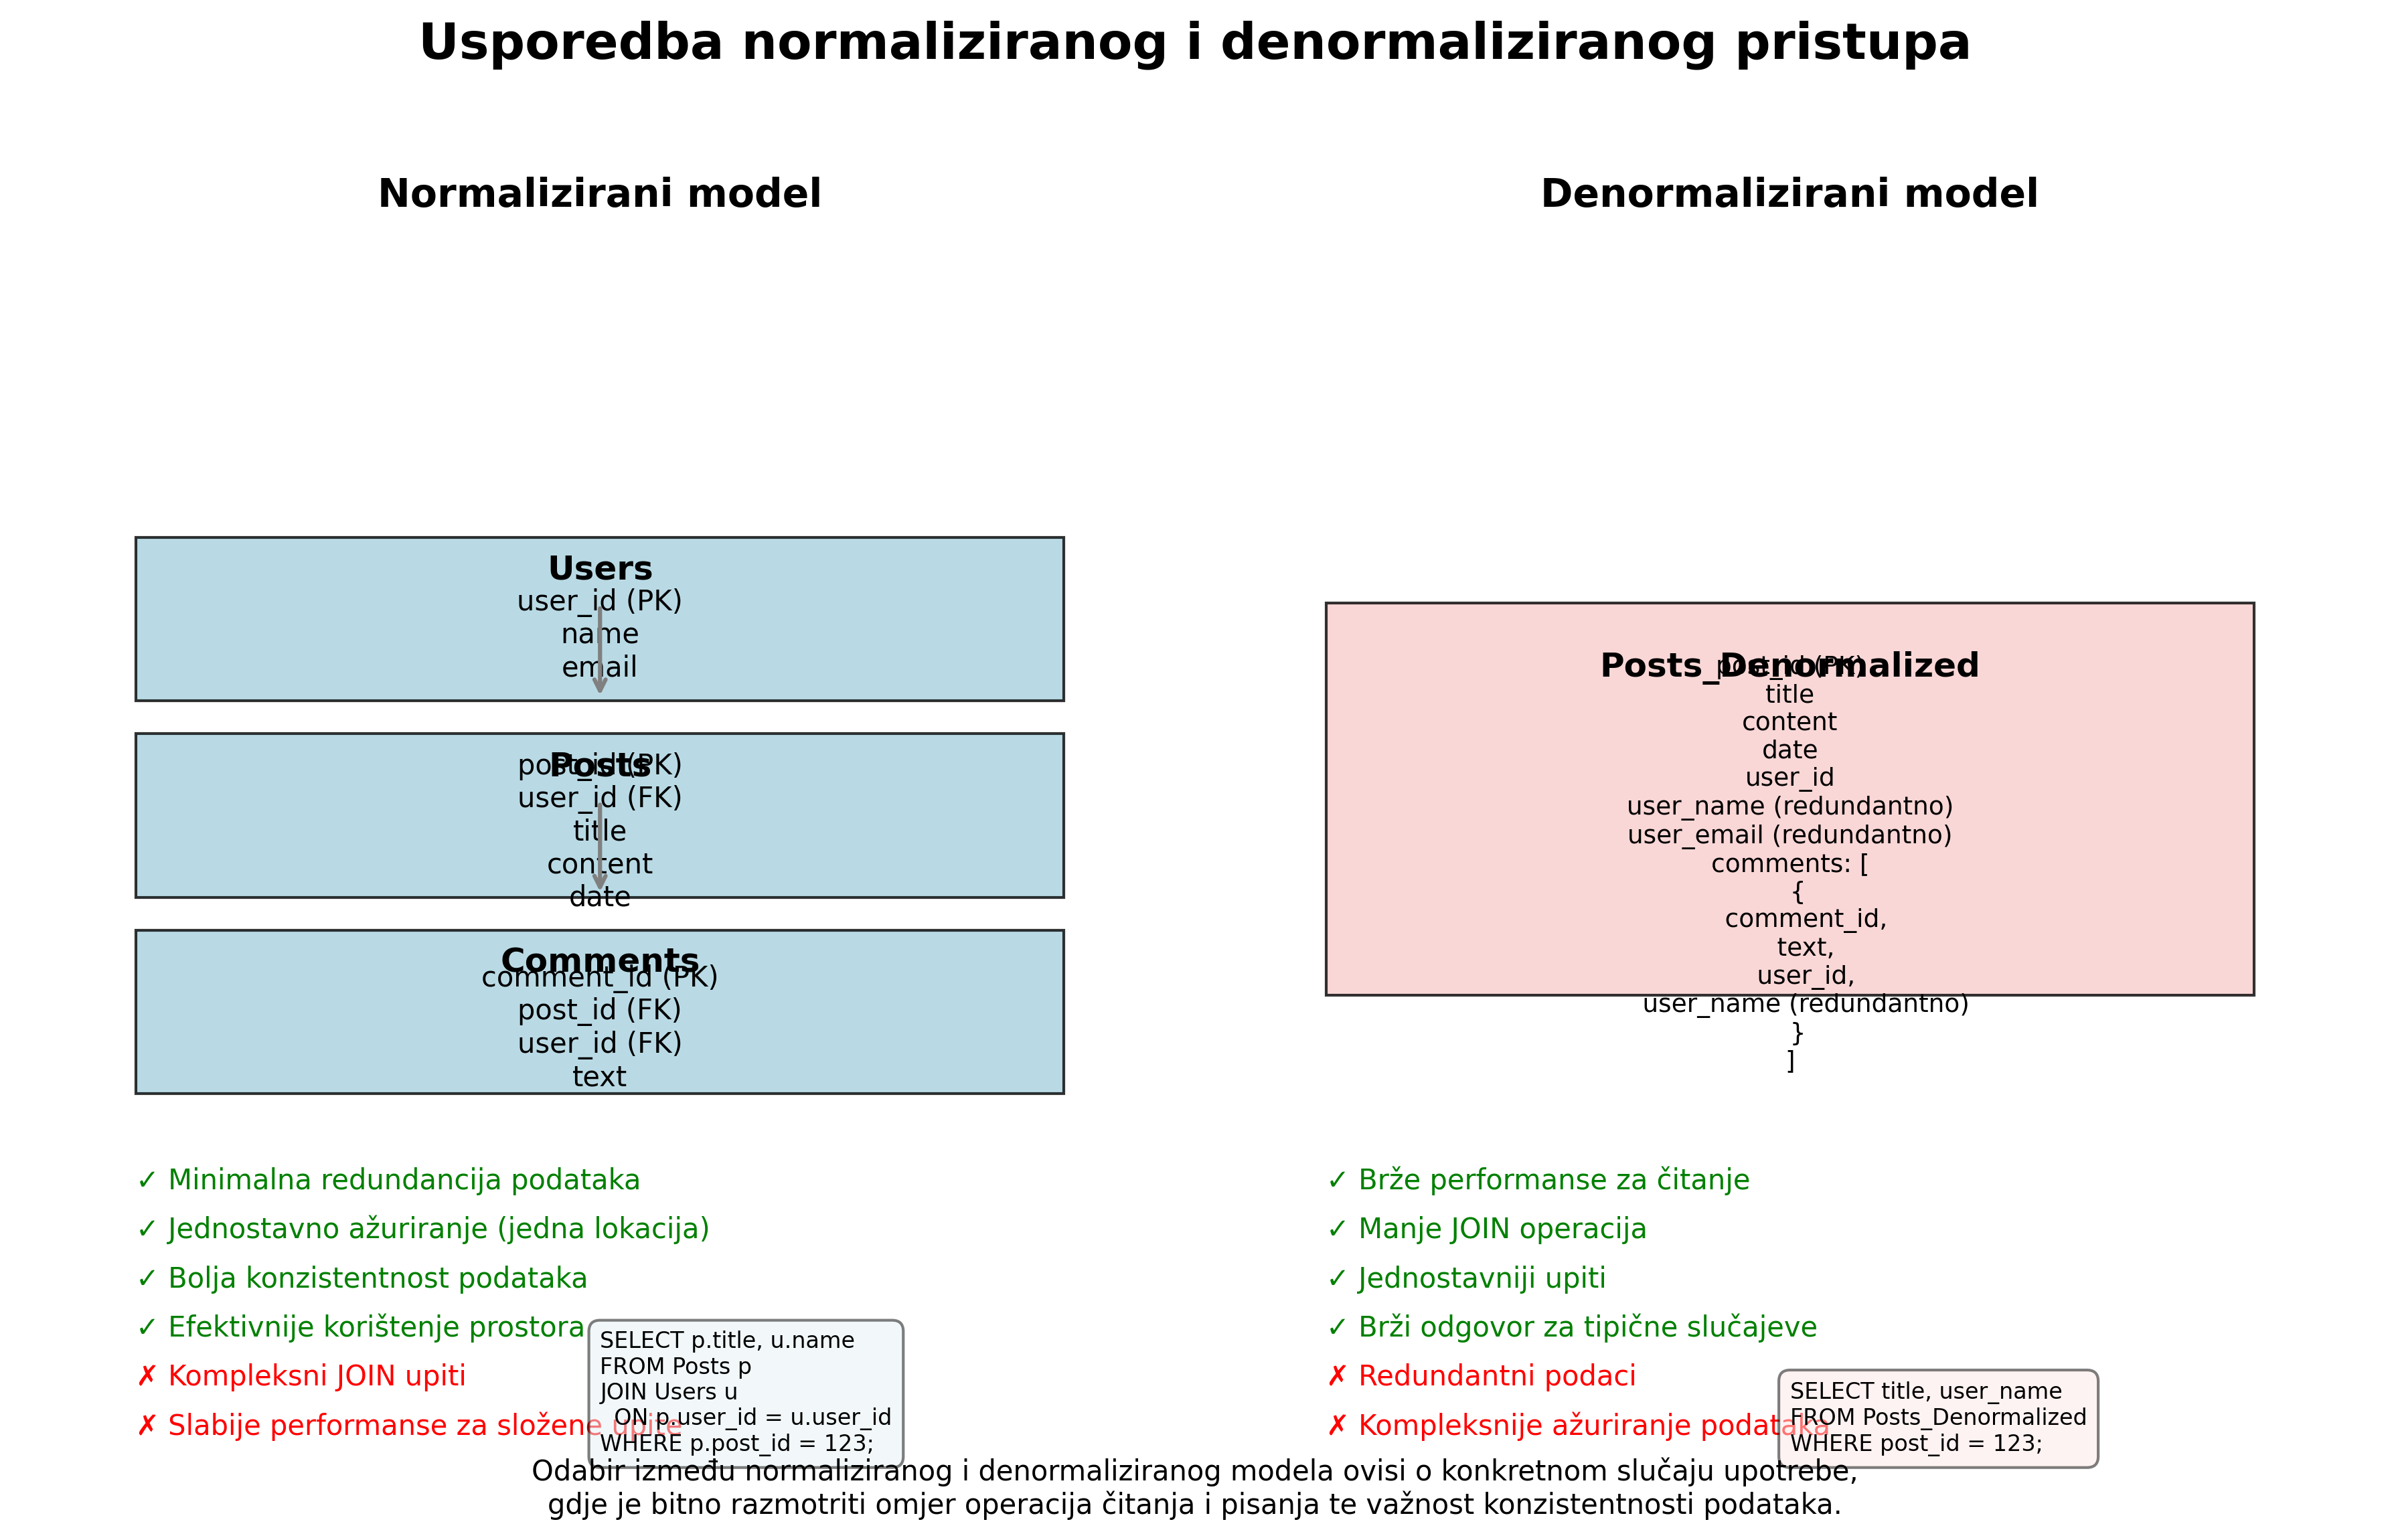 Usporedba normaliziranog i denormaliziranog pristupa
Normalizirani model
Users
user_id (PK)
name
email
Posts
post_id (PK)
user_id (FK)
title
content
date
Comments
comment_id (PK)
post_id (FK)
user_id (FK)
text
✓ Minimalna redundancija podataka
✓ Jednostavno ažuriranje (jedna lokacija)
✓ Bolja konzistentnost podataka
✓ Efektivnije korištenje prostora
✗ Kompleksni JOIN upiti
✗ Slabije performanse za složene upite
SELECT p.title, u.name
FROM Posts p
JOIN Users u
  ON p.user_id = u.user_id
WHERE p.post_id = 123;
Denormalizirani model
Posts_Denormalized
post_id (PK)
title
content
date
user_id
user_name (redundantno)
user_email (redundantno)
comments: [
{
comment_id,
text,
user_id,
user_name (redundantno)
}
]
✓ Brže performanse za čitanje
✓ Manje JOIN operacija
✓ Jednostavniji upiti
✓ Brži odgovor za tipične slučajeve
✗ Redundantni podaci
✗ Kompleksnije ažuriranje podataka
SELECT title, user_name
FROM Posts_Denormalized
WHERE post_id = 123;
Odabir između normaliziranog i denormaliziranog modela ovisi o konkretnom slučaju upotrebe,
gdje je bitno razmotriti omjer operacija čitanja i pisanja te važnost konzistentnosti podataka.